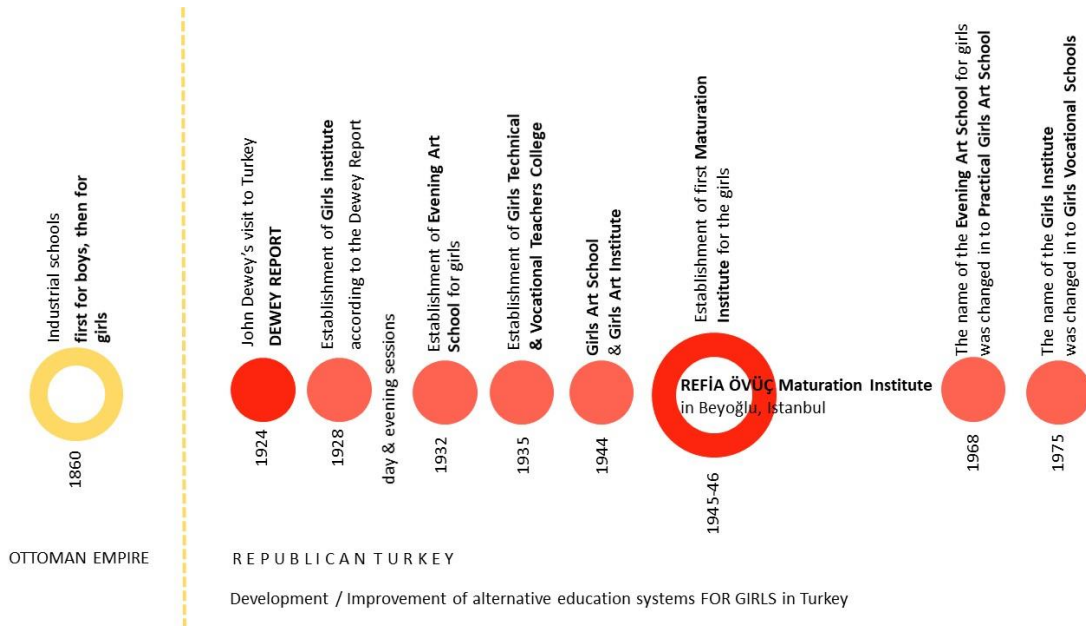 Industrial schools
first for boys, then for
girls
1860
John Dewey's visit to Turkey
DEWEY REPORT
1924
Establishment of Girls institute
according to the Dewey Report
day & evening sessions
1928
Establishment of Evening Art
School for girls
1932
Establishment of Girls Technical
& Vocational Teachers College
1935
Girls Art School
& Girls Art Institute
1944
Establishment of first Maturation
Institute for the girls
REFİA ÖVÜÇ Maturation Institute
in Beyoğlu, Istanbul
1945-46
The name of the Evening Art School for girls
was changed in to Practical Girls Art School
1968
The name of the Girls Institute
was changed in to Girls Vocational Schools
1975
OTTOMAN EMPIRE
REPUBLICAN TURKEY
Development / Improvement of alternative education systems FOR GIRLS in Turkey